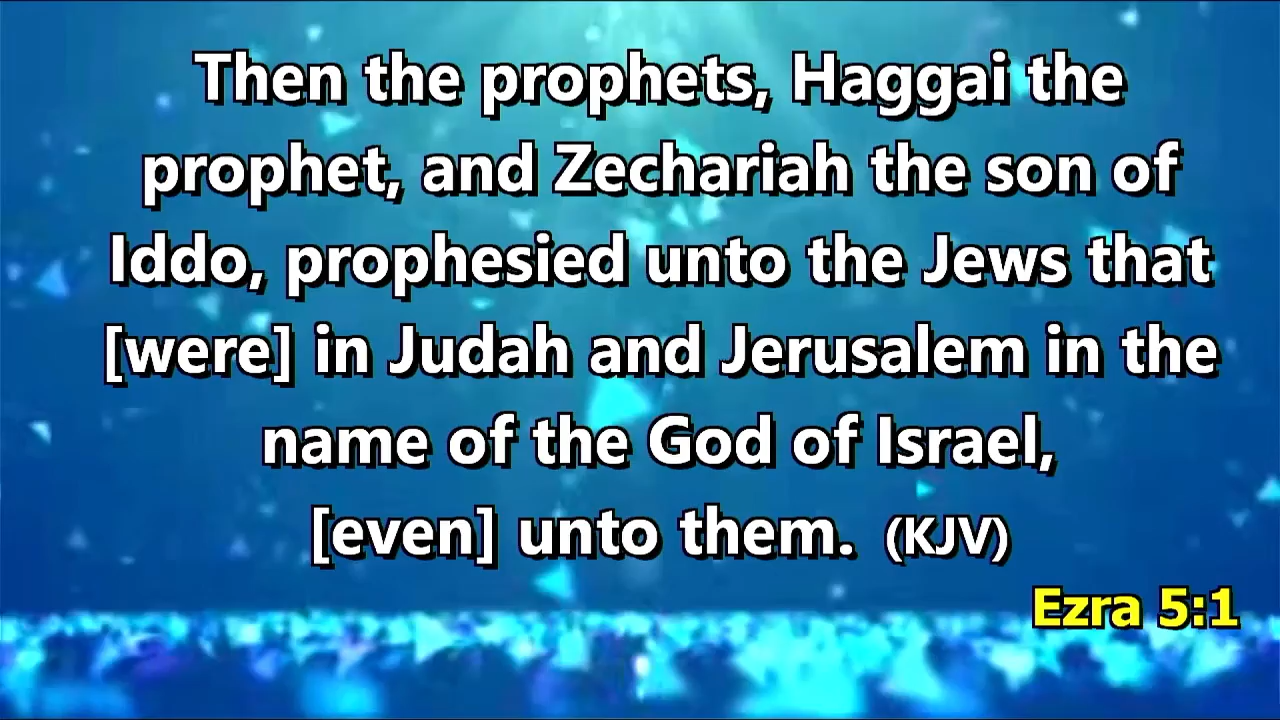 Then the prophets, Haggai the
prophet, and Zechariah the son of
Iddo, prophesied unto the Jews that
[were] in Judah and Jerusalem in the
name of the God of Israel,
[even] unto them. (KJV)
Ezra 5:1